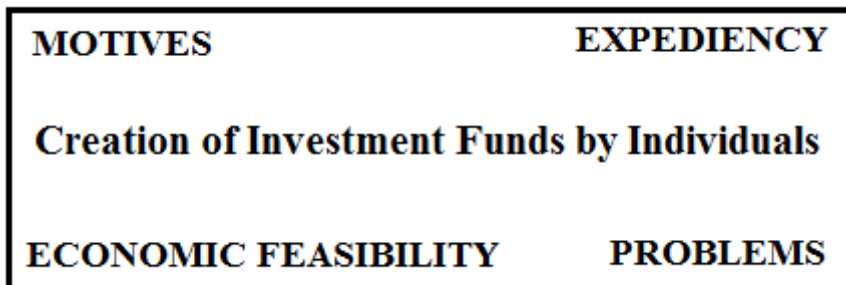 MOTIVES EXPEDIENCY
Creation of Investment Funds by Individuals
ECONOMIC FEASIBILITY PROBLEMS